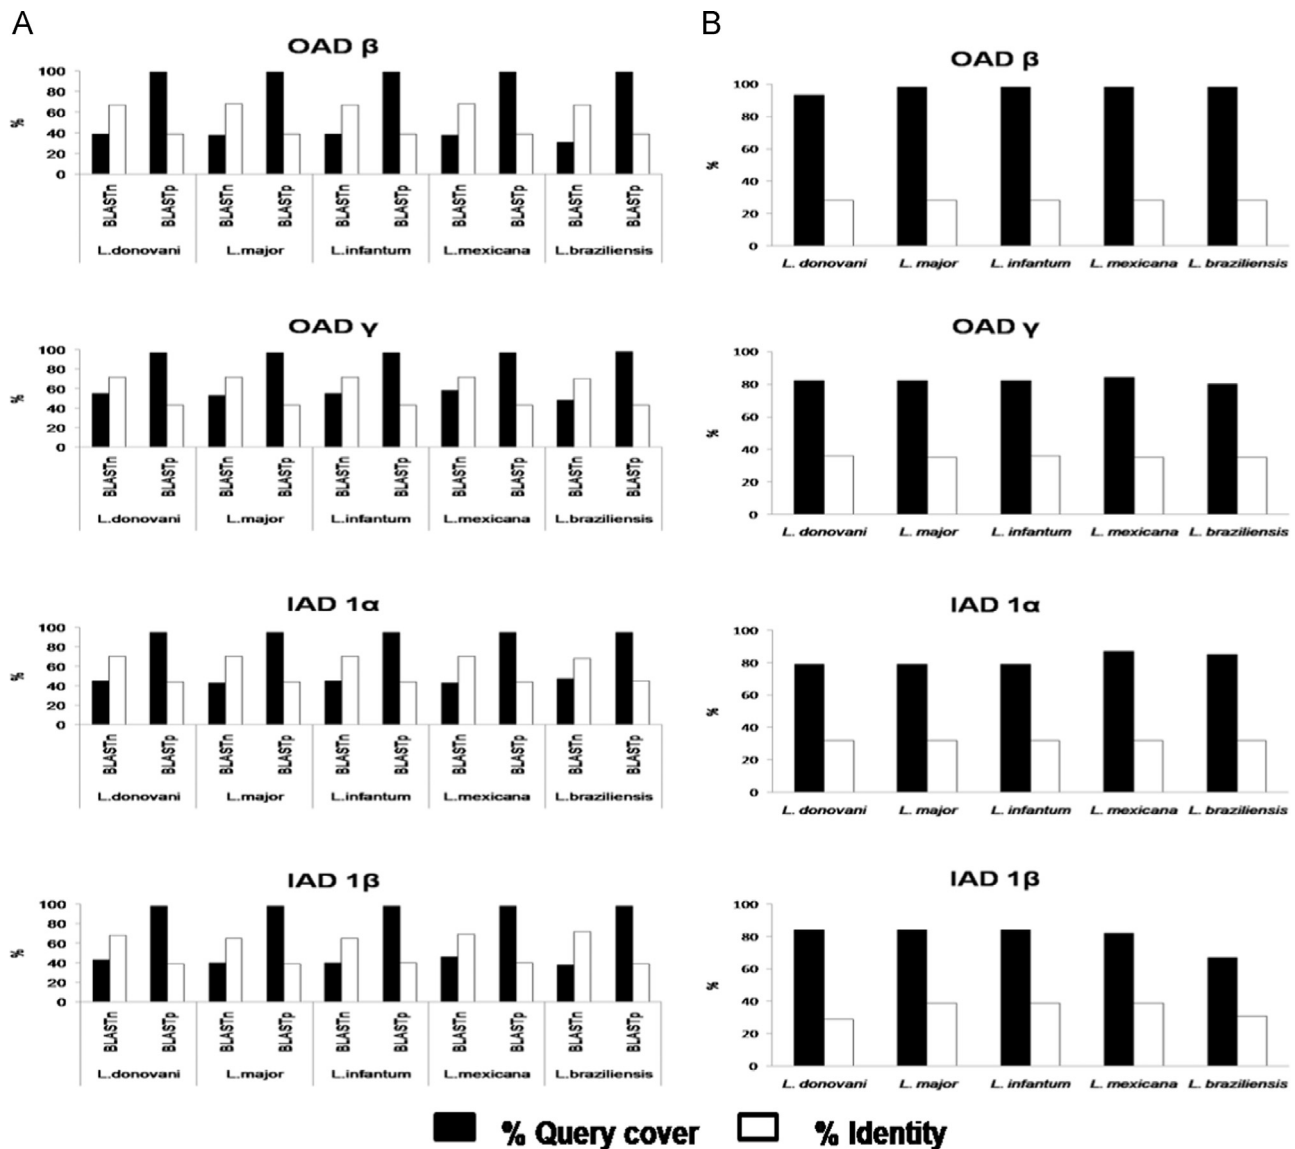 A
OAD β
100
80
60
40
20
0
%
BLASTn BLASTp BLASTn BLASTp BLASTn BLASTp BLASTn BLASTp BLASTn BLASTp
L.donovani L.major L.infantum L.mexicana L.braziliensis
OAD γ
100
80
60
40
20
0
%
BLASTn BLASTp BLASTn BLASTp BLASTn BLASTp BLASTn BLASTp BLASTn BLASTp
L.donovani L.major L.infantum L.mexicana L.braziliensis
IAD 1α
100
80
60
40
20
0
%
BLASTn BLASTp BLASTn BLASTp BLASTn BLASTp BLASTn BLASTp BLASTn BLASTp
L.donovani L.major L.infantum L.mexicana L.braziliensis
IAD 1β
100
80
60
40
20
0
%
BLASTn BLASTp BLASTn BLASTp BLASTn BLASTp BLASTn BLASTp BLASTn BLASTp
L.donovani L.major L.infantum L.mexicana L.braziliensis
B
OAD β
100
80
60
40
20
0
%
L. donovani L. major L. infantum L. mexicana L. braziliensis
OAD γ
100
80
60
40
20
0
%
L. donovani L. major L. infantum L. mexicana L. braziliensis
IAD 1α
100
80
60
40
20
0
%
L. donovani L. major L. infantum L. mexicana L. braziliensis
IAD 1β
100
80
60
40
20
0
%
L. donovani L. major L. infantum L. mexicana L. braziliensis
% Query cover % Identity